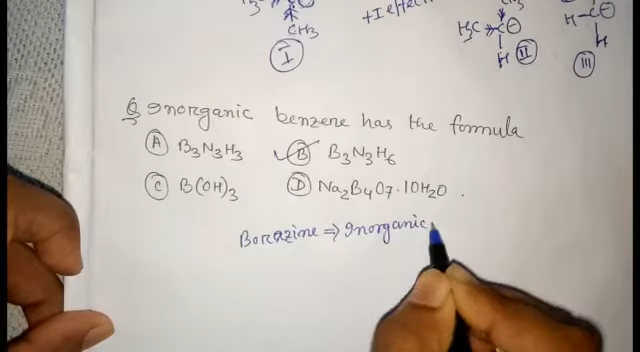 CH3
I
+I effect
H3C C⊖
H II
H-C⊖
H
III
Q Inorganic benzene has the formula
A B3N3H3 B B3N3H6
C B(OH)3 D Na2B4O7.10H2O .
Borazine ⇒ Inorganic